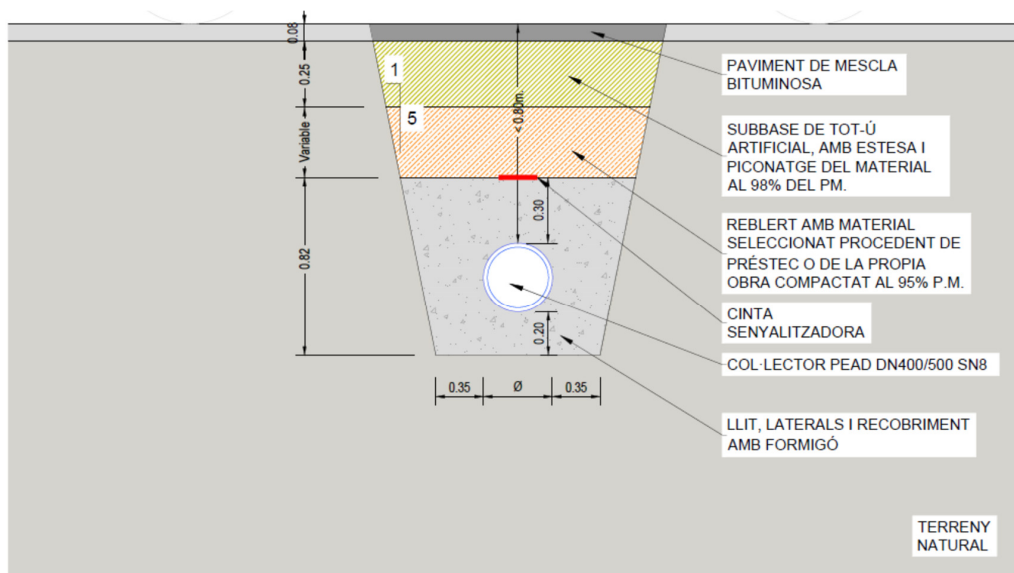 0.08
0.25
Variable
0.82
1
5
< 0.80m.
0.30
0.20
0.35
Ø
0.35
PAVIMENT DE MESCLA
BITUMINOSA
SUBBASE DE TOT-Ú
ARTIFICIAL, AMB ESTESA I
PICONATGE DEL MATERIAL
AL 98% DEL PM.
REBLERT AMB MATERIAL
SELECCIONAT PROCEDENT DE
PRÉSTEC O DE LA PROPIA
OBRA COMPACTAT AL 95% P.M.
CINTA
SENYALITZADORA
COL·LECTOR PEAD DN400/500 SN8
LLIT, LATERALS I RECOBRIMENT
AMB FORMIGÓ
TERRENY
NATURAL